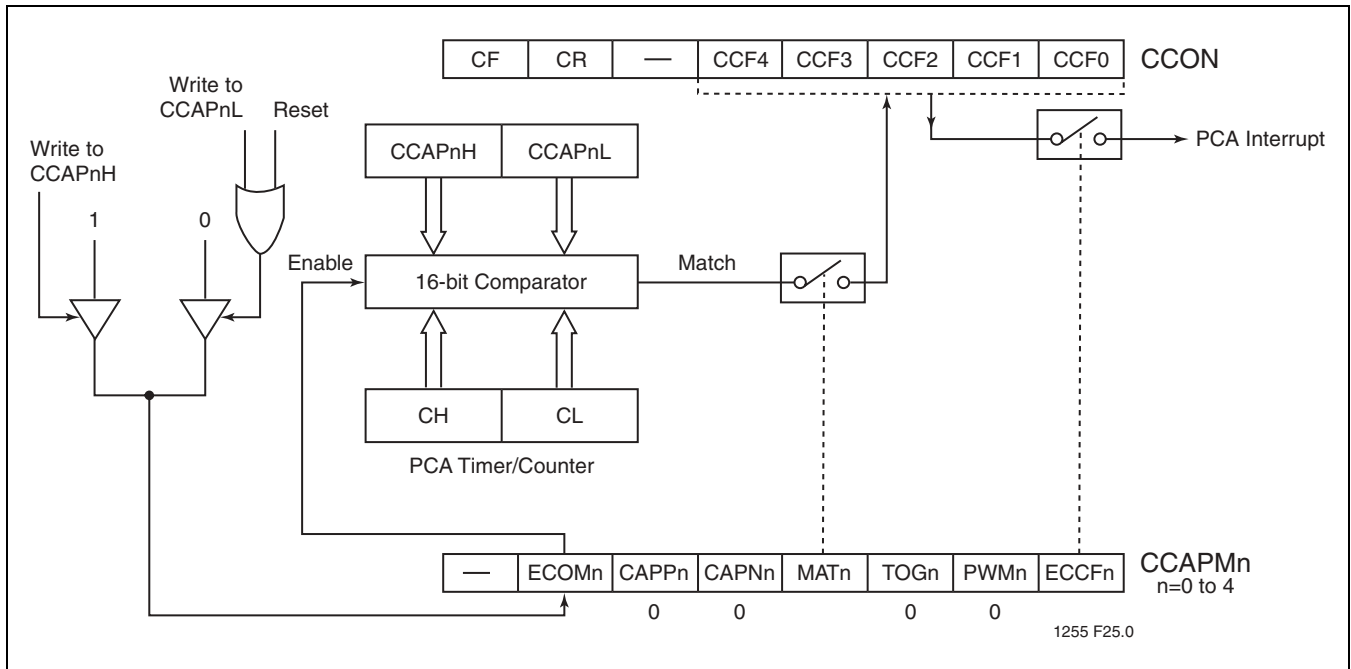 CF CR — CCF4 CCF3 CCF2 CCF1 CCF0 CCON
Write to
CCAPnL Reset
Write to
CCAPnH
1 0
CCAPnH CCAPnL
PCA Interrupt
Enable
16-bit Comparator
Match
CH CL
PCA Timer/Counter
— ECOMn CAPPn CAPNn MATn TOGn PWMn ECCFn CCAPMn
n=0 to 4
0 0 0 0
1255 F25.0